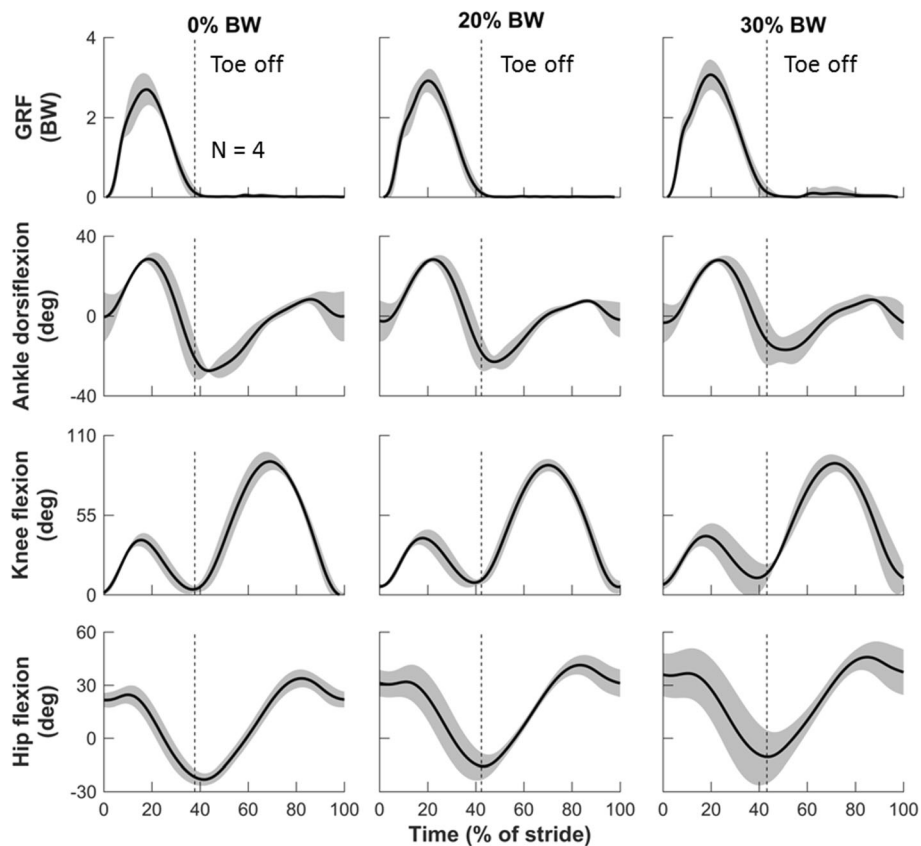 0% BW 20% BW 30% BW
4
Toe off Toe off Toe off
GRF
(BW)
2
N = 4
0
40
Ankle dorsiflexion
(deg)
0
-40
110
Knee flexion
(deg)
55
0
60
Hip flexion
(deg)
30
0
-30
0 20 40 60 80 100 0 20 40 60 80 100 0 20 40 60 80 100
Time (% of stride)